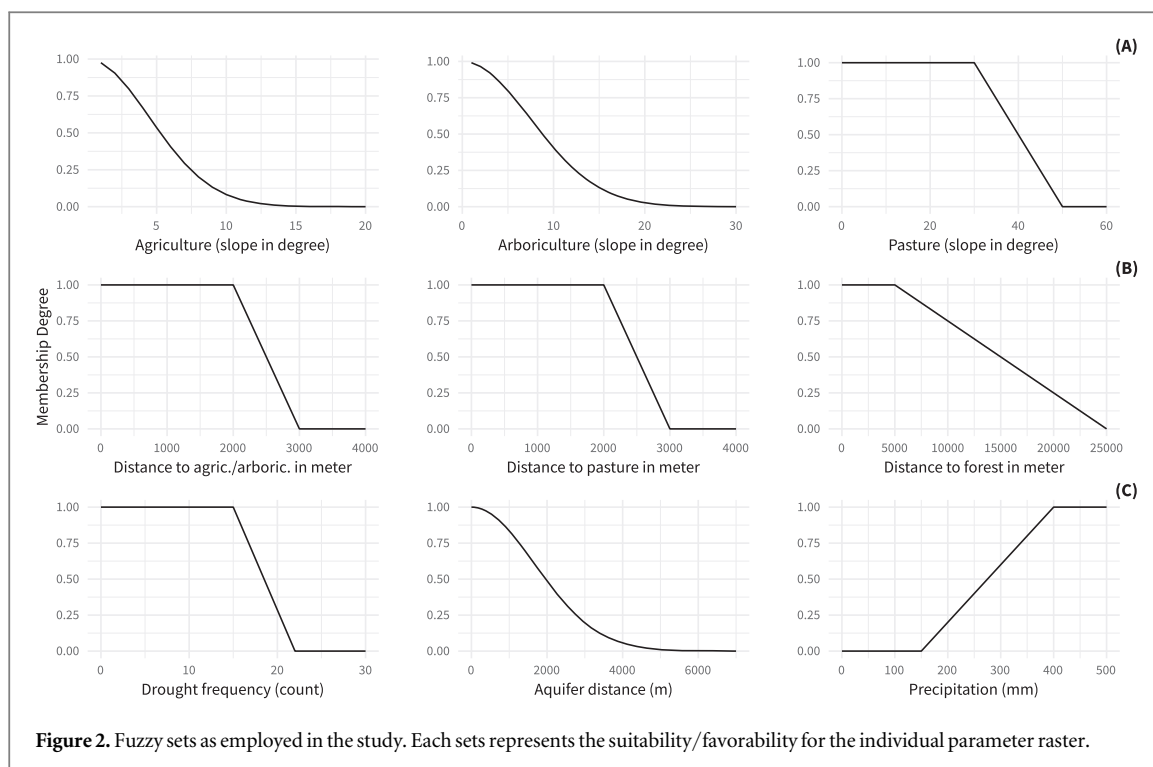 (A)
1.00
0.75
0.50
0.25
0.00
5 10 15 20
Agriculture (slope in degree)
1.00
0.75
0.50
0.25
0.00
0 10 20 30
Arboriculture (slope in degree)
1.00
0.75
0.50
0.25
0.00
0 20 40 60
Pasture (slope in degree)
(B)
Membership Degree
1.00
0.75
0.50
0.25
0.00
0 1000 2000 3000 4000
Distance to agric./arboric. in meter
1.00
0.75
0.50
0.25
0.00
0 1000 2000 3000 4000
Distance to pasture in meter
1.00
0.75
0.50
0.25
0.00
0 5000 10000 15000 20000 25000
Distance to forest in meter
(C)
1.00
0.75
0.50
0.25
0.00
0 10 20 30
Drought frequency (count)
1.00
0.75
0.50
0.25
0.00
0 2000 4000 6000
Aquifer distance (m)
1.00
0.75
0.50
0.25
0.00
0 100 200 300 400 500
Precipitation (mm)
Figure 2. Fuzzy sets as employed in the study. Each sets represents the suitability/favorability for the individual parameter raster.